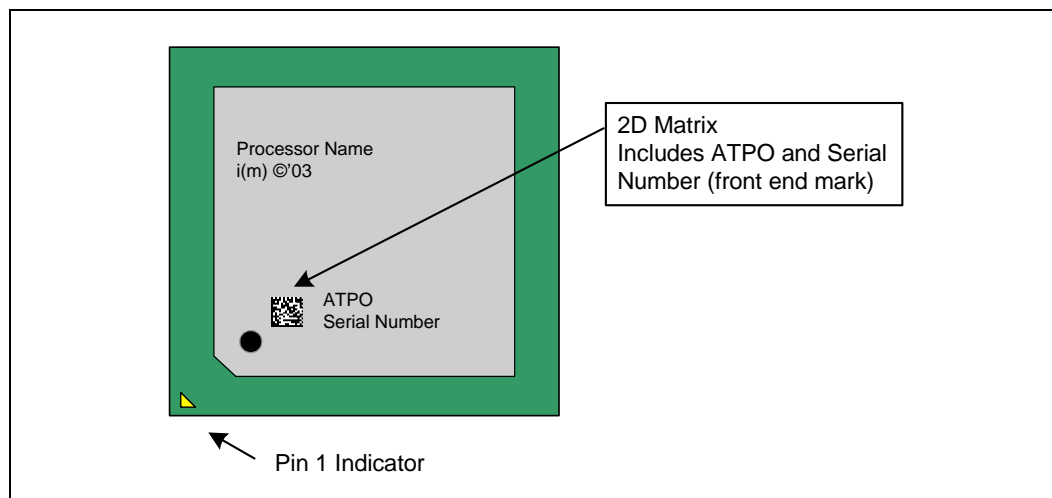 Processor Name
i(m) ©'03
2D Matrix
Includes ATPO and Serial
Number (front end mark)
ATPO
Serial Number
Pin 1 Indicator